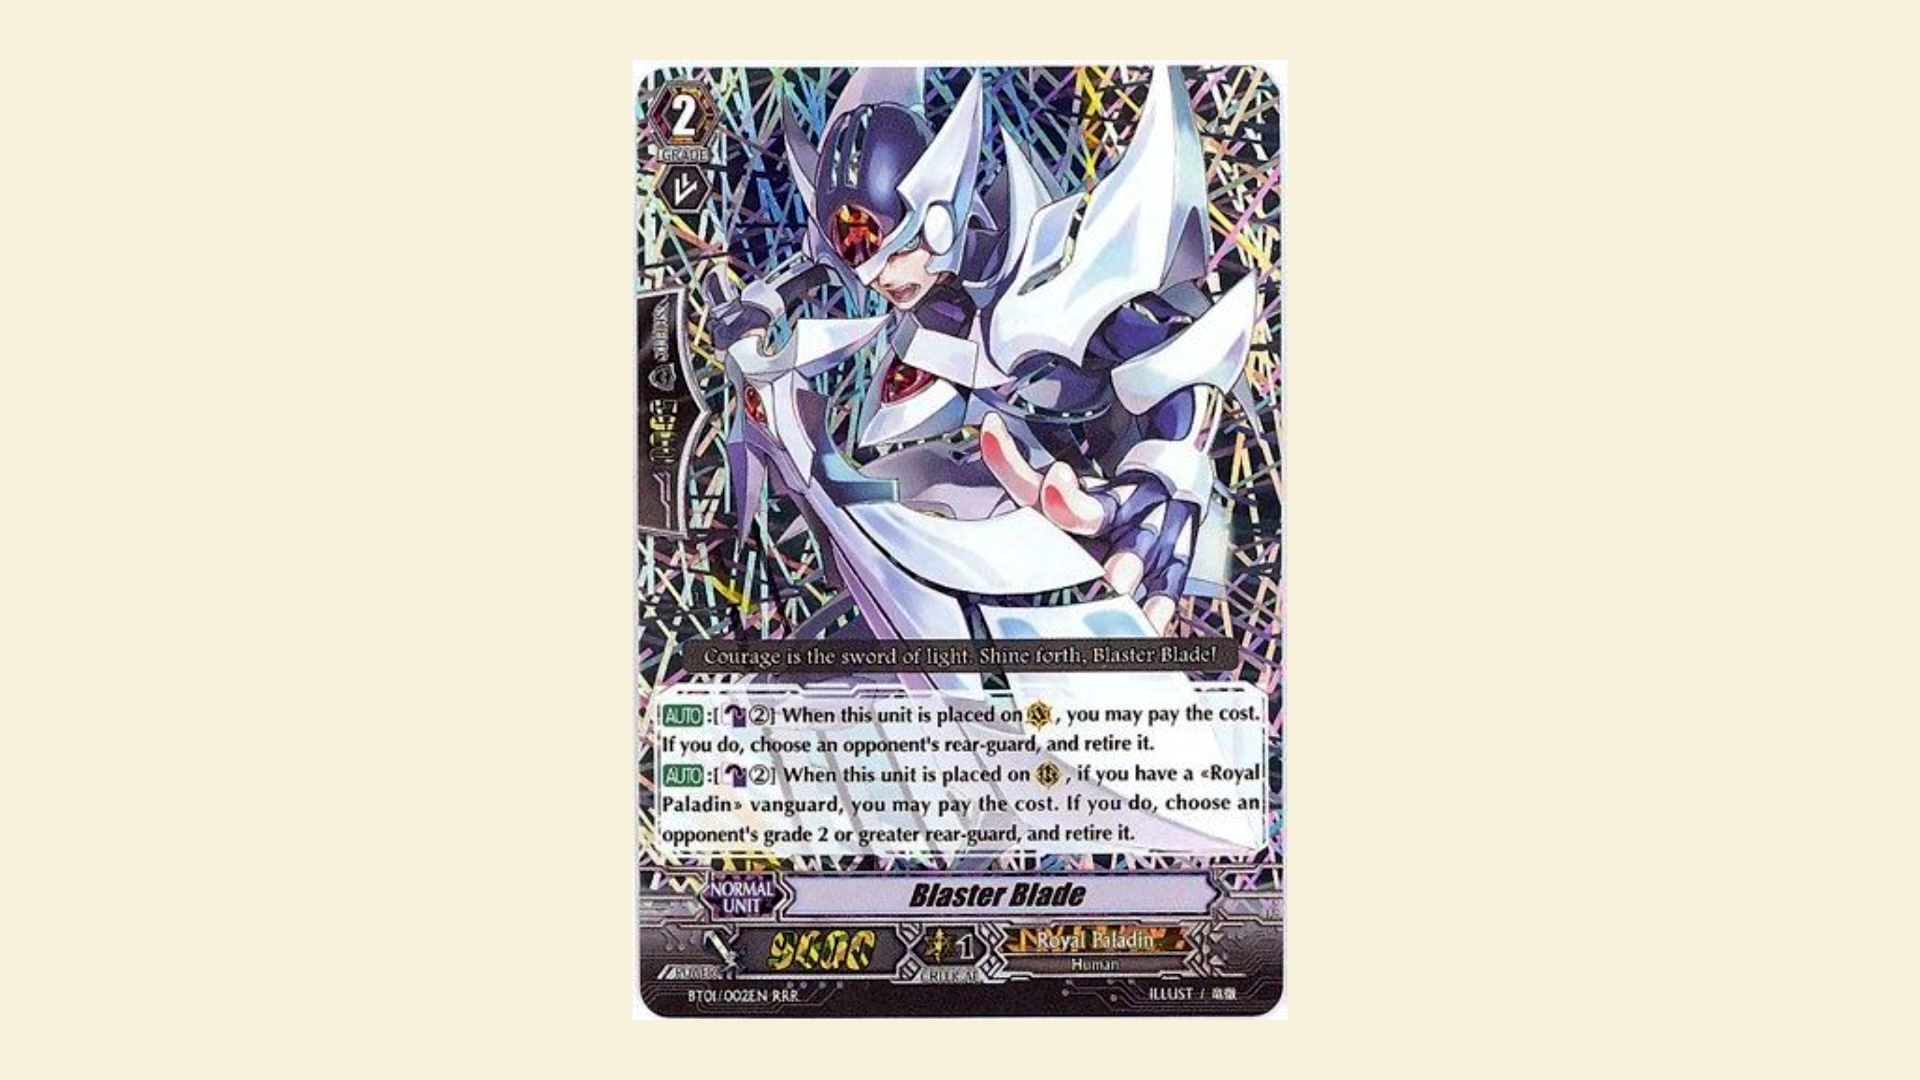 2
GRADE
SHIELD
5000
Courage is the sword of light. Shine forth, Blaster Blade!
AUTO:[②] When this unit is placed on , you may pay the cost.
If you do, choose an opponent's rear-guard, and retire it.
AUTO:[②] When this unit is placed on , if you have a «Royal
Paladin» vanguard, you may pay the cost. If you do, choose an
opponent's grade 2 or greater rear-guard, and retire it.
NORMAL
UNIT
Blaster Blade
POWER
9000
1
CRITICAL
Royal Paladin
Human
BT01/002EN RRR
ILLUST /